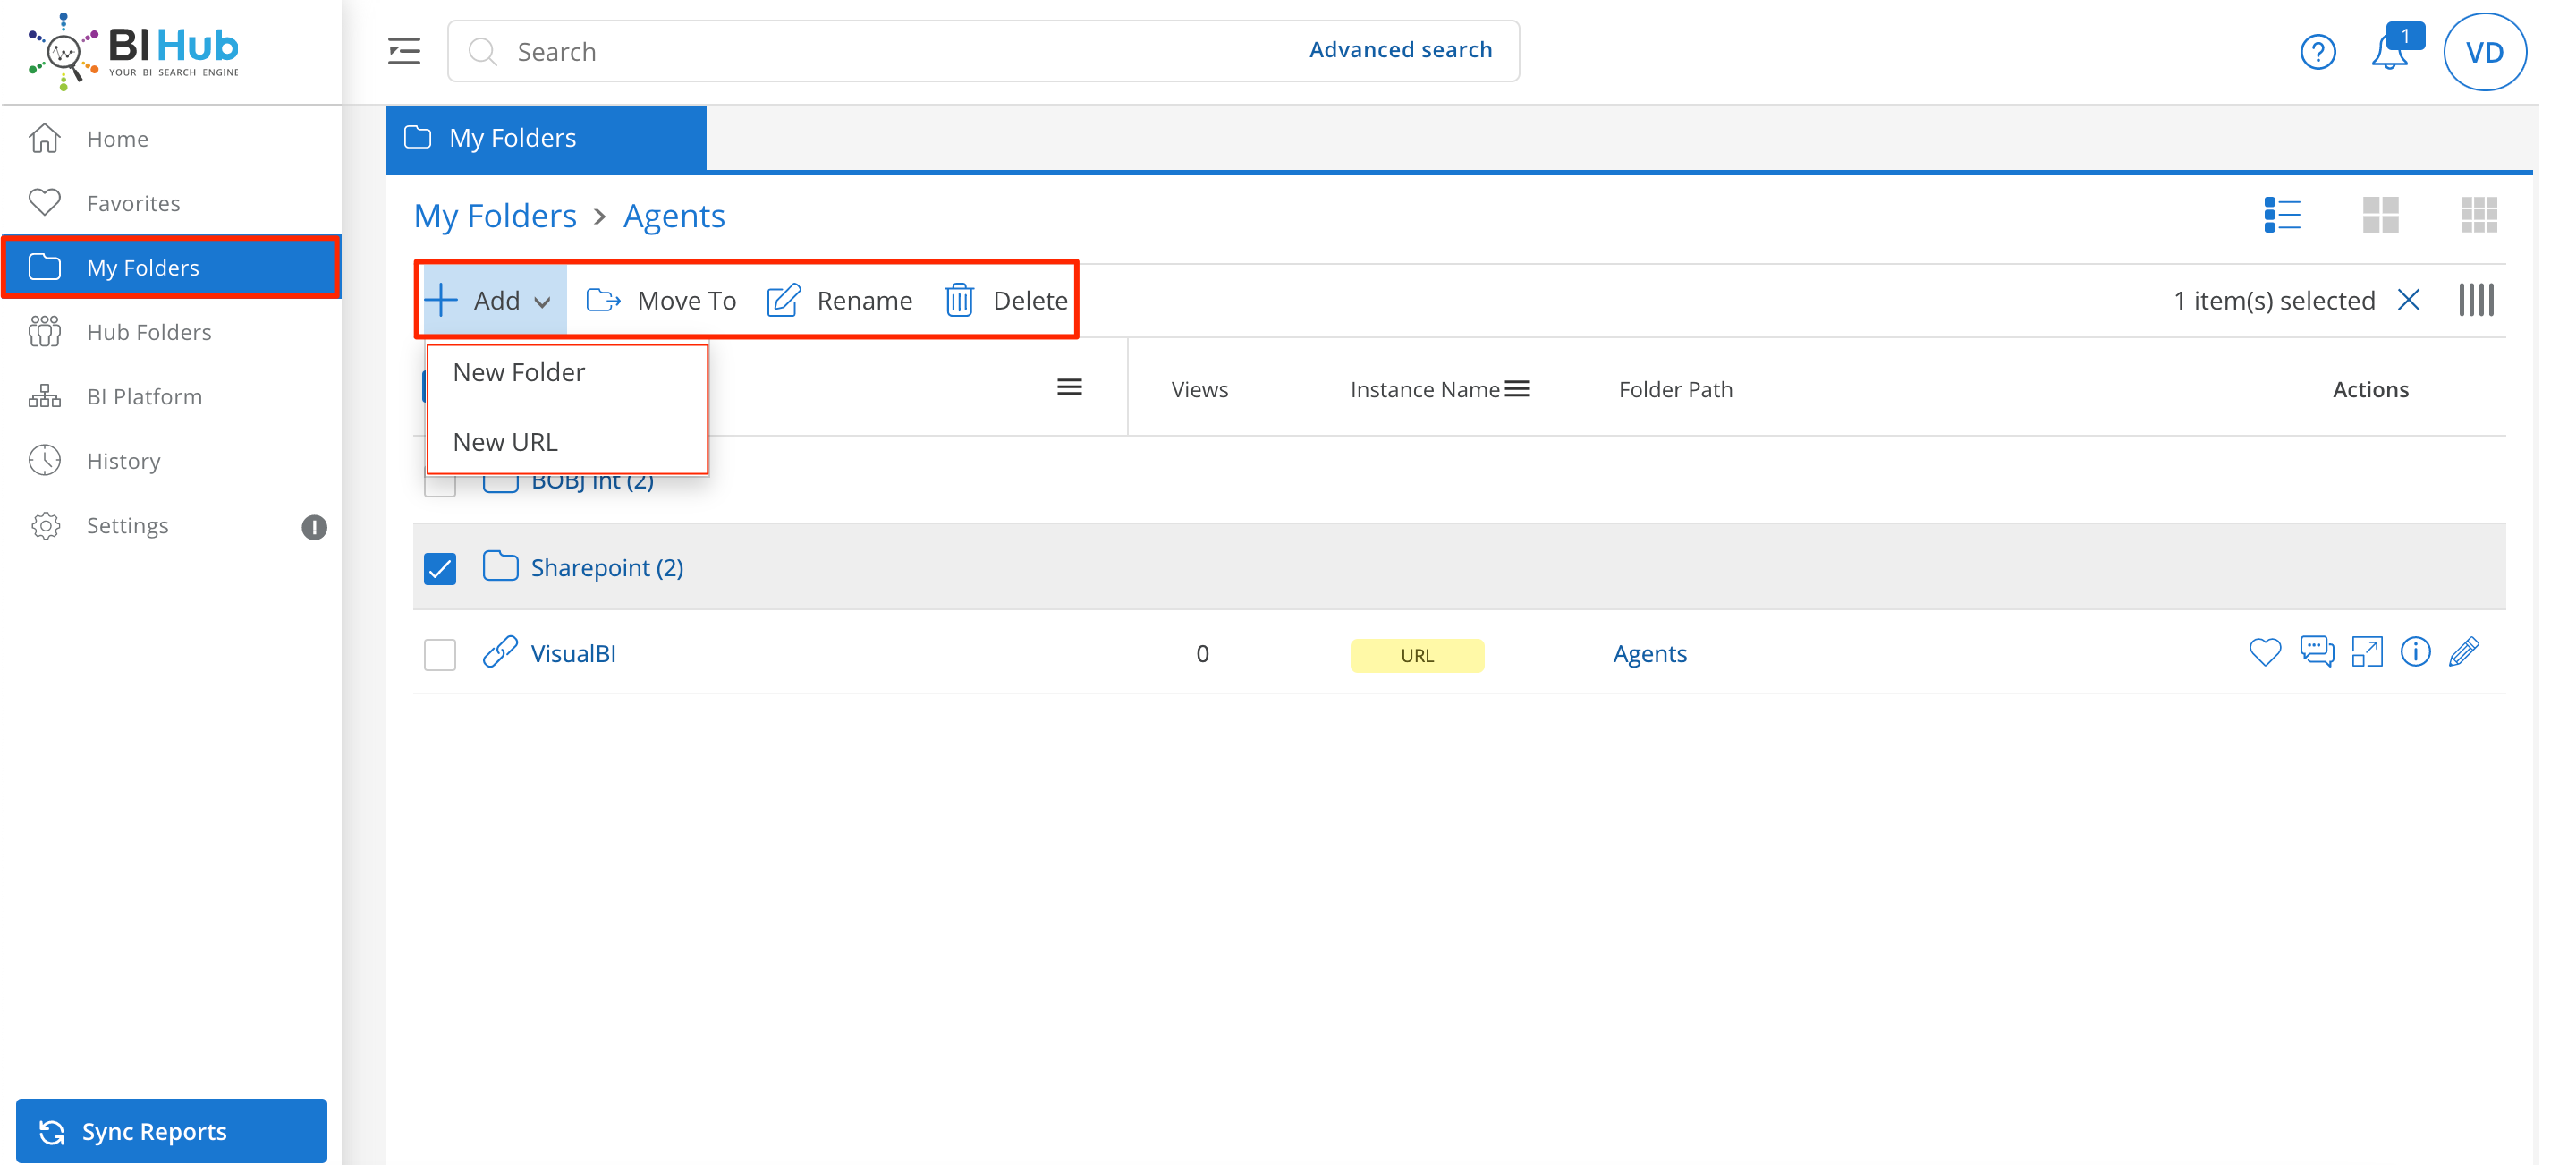 BI Hub
YOUR BI SEARCH ENGINE
Search
Advanced search
1
VD
Home
Favorites
My Folders
Hub Folders
BI Platform
History
Settings
Sync Reports
My Folders
My Folders > Agents
Add
Move To
Rename
Delete
1 item(s) selected
New Folder
New URL
Views
Instance Name
Folder Path
Actions
BOBJ Int (2)
Sharepoint (2)
VisualBI
0
URL
Agents